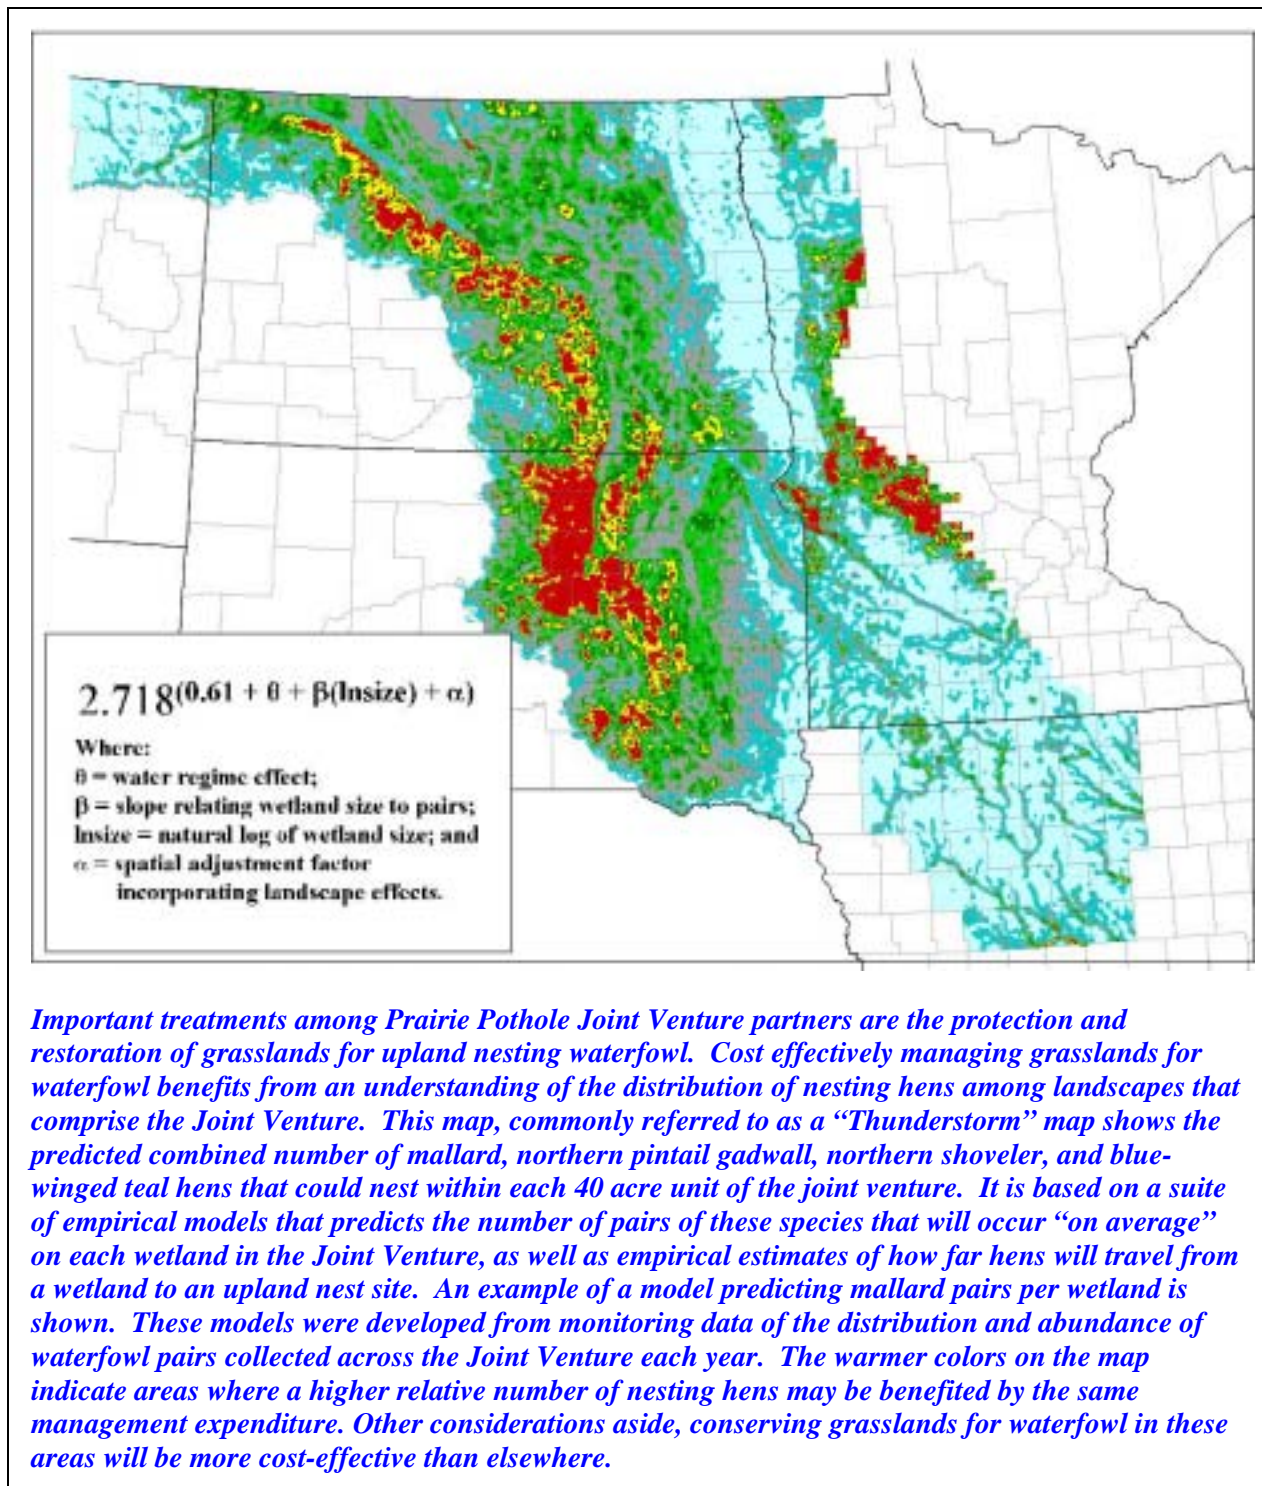 2.718(0.61 + θ + β(lnsize) + α)
Where:
θ = water regime effect;
β = slope relating wetland size to pairs;
lnsize = natural log of wetland size; and
α = spatial adjustment factor
incorporating landscape effects.
Important treatments among Prairie Pothole Joint Venture partners are the protection and
restoration of grasslands for upland nesting waterfowl.  Cost effectively managing grasslands for
waterfowl benefits from an understanding of the distribution of nesting hens among landscapes that
comprise the Joint Venture.  This map, commonly referred to as a “Thunderstorm” map shows the
predicted combined number of mallard, northern pintail gadwall, northern shoveler, and blue-
winged teal hens that could nest within each 40 acre unit of the joint venture.  It is based on a suite
of empirical models that predicts the number of pairs of these species that will occur “on average”
on each wetland in the Joint Venture, as well as empirical estimates of how far hens will travel from
a wetland to an upland nest site.  An example of a model predicting mallard pairs per wetland is
shown.  These models were developed from monitoring data of the distribution and abundance of
waterfowl pairs collected across the Joint Venture each year.  The warmer colors on the map
indicate areas where a higher relative number of nesting hens may be benefited by the same
management expenditure. Other considerations aside, conserving grasslands for waterfowl in these
areas will be more cost-effective than elsewhere.